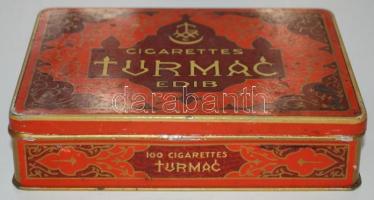 CIGARETTES
TURMAC
EDIB
darabanth
100 CIGARETTES
TURMAC